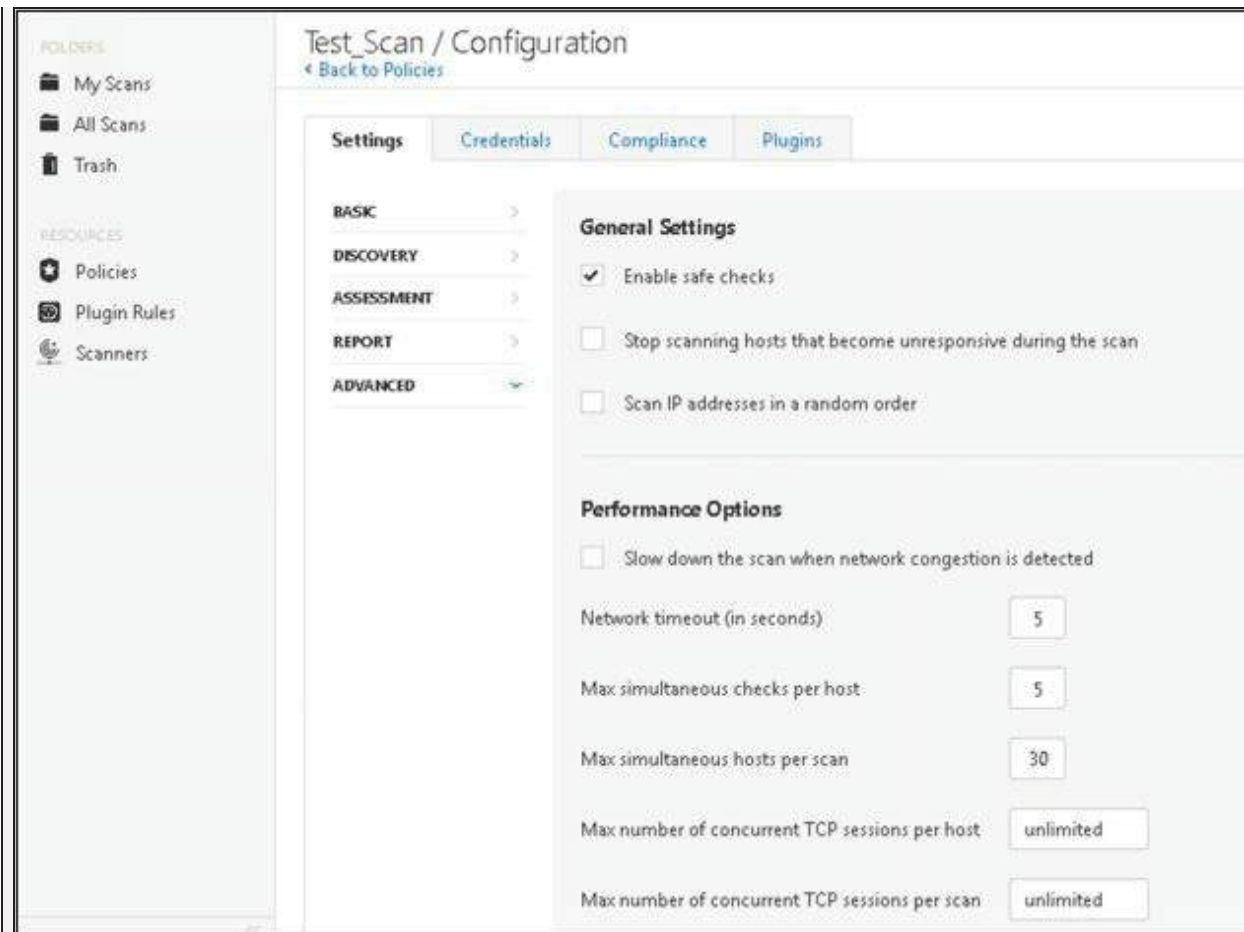 FOLDERS
My Scans
All Scans
Trash
RESOURCES
Policies
Plugin Rules
Scanners
Test_Scan / Configuration
Back to Policies
Settings
Credentials
Compliance
Plugins
BASIC
DISCOVERY
ASSESSMENT
REPORT
ADVANCED
General Settings
Enable safe checks
Stop scanning hosts that become unresponsive during the scan
Scan IP addresses in a random order
Performance Options
Slow down the scan when network congestion is detected
Network timeout (in seconds) 5
Max simultaneous checks per host 5
Max simultaneous hosts per scan 30
Max number of concurrent TCP sessions per host unlimited
Max number of concurrent TCP sessions per scan unlimited